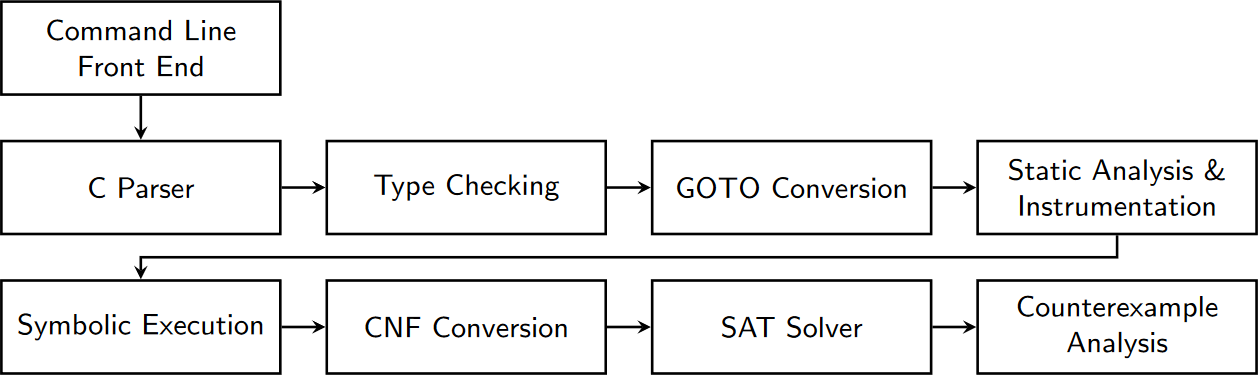 Command Line
Front End
C Parser
Type Checking
GOTO Conversion
Static Analysis &
Instrumentation
Symbolic Execution
CNF Conversion
SAT Solver
Counterexample
Analysis